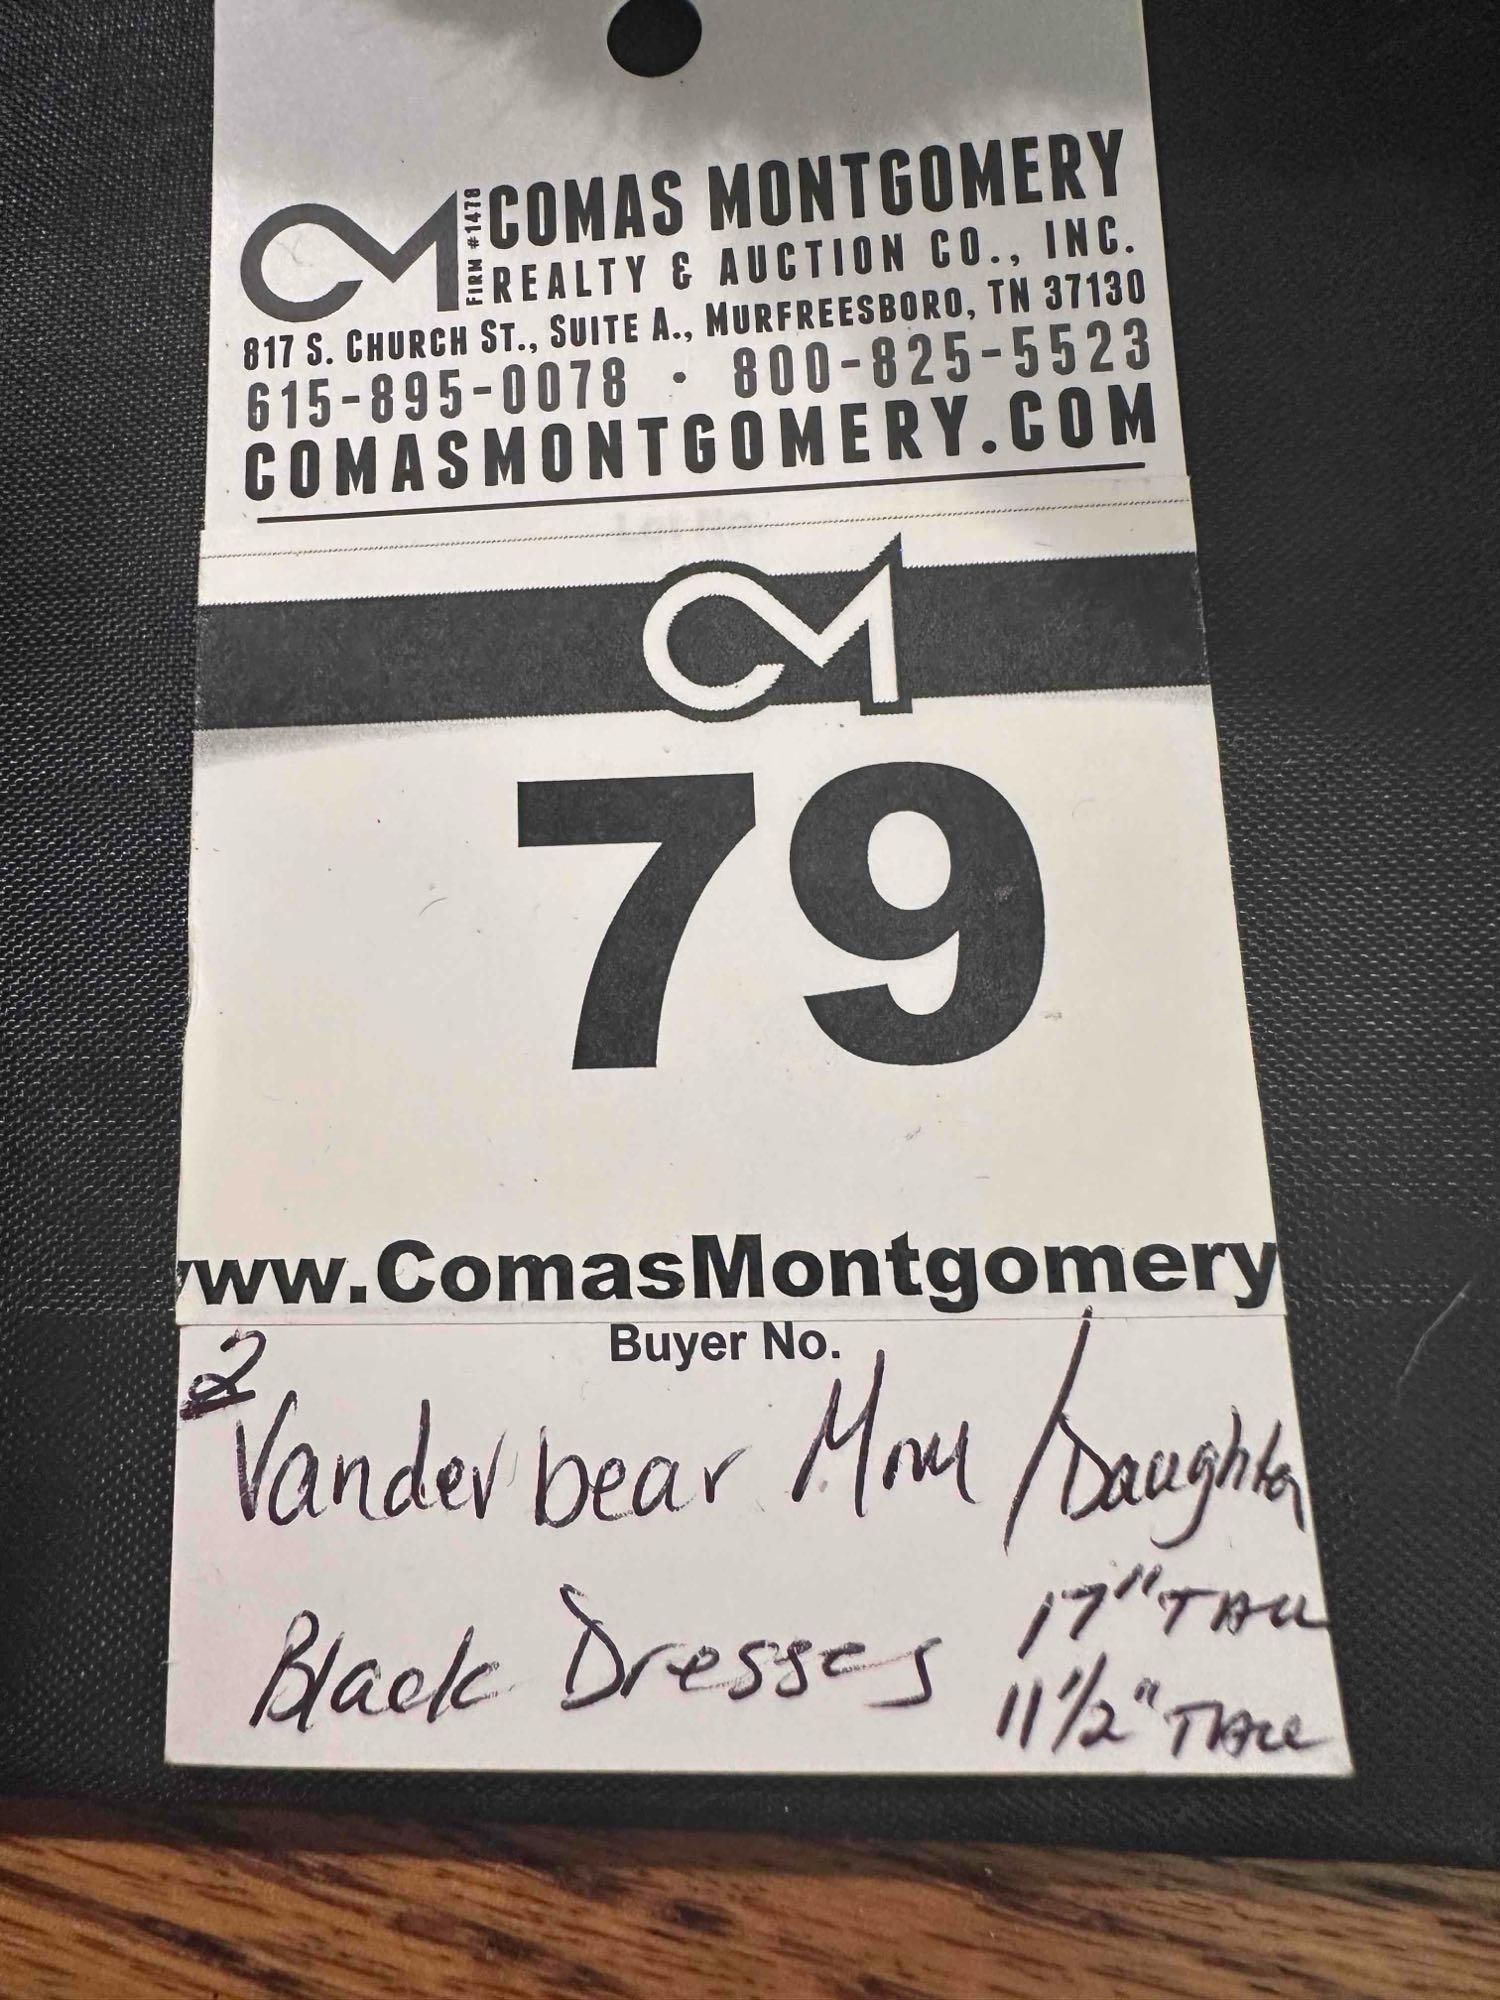 CM FIRM #1478 COMAS MONTGOMERY
REALTY & AUCTION CO., INC.
817 S. CHURCH ST., SUITE A., MURFREESBORO, TN 37130
615-895-0078 · 800-825-5523
COMASMONTGOMERY.COM
CM
79
www.ComasMontgomery
Buyer No.
2
Vanderbear Mom/Daughter
Black Dresses 17" TALL
11 1/2" TALL